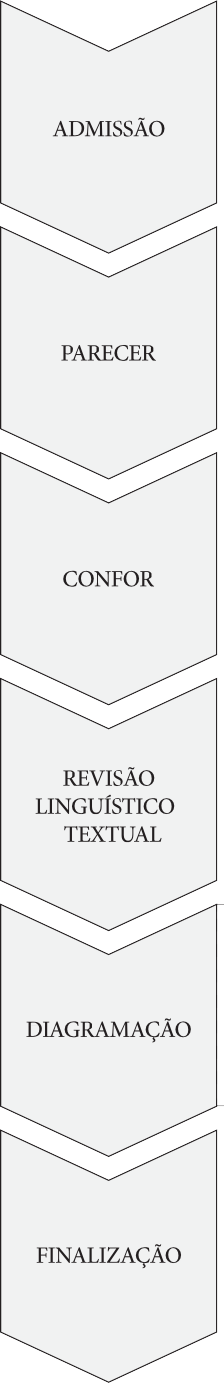 ADMISSÃO
PARECER
CONFOR
REVISÃO
LINGUÍSTICO
TEXTUAL
DIAGRAMAÇÃO
FINALIZAÇÃO